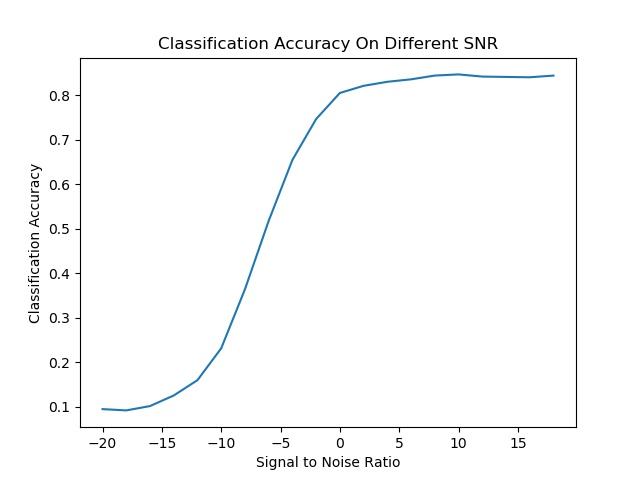 Classification Accuracy On Different SNR
Classification Accuracy
0.8
0.7
0.6
0.5
0.4
0.3
0.2
0.1
−20 −15 −10 −5 0 5 10 15
Signal to Noise Ratio